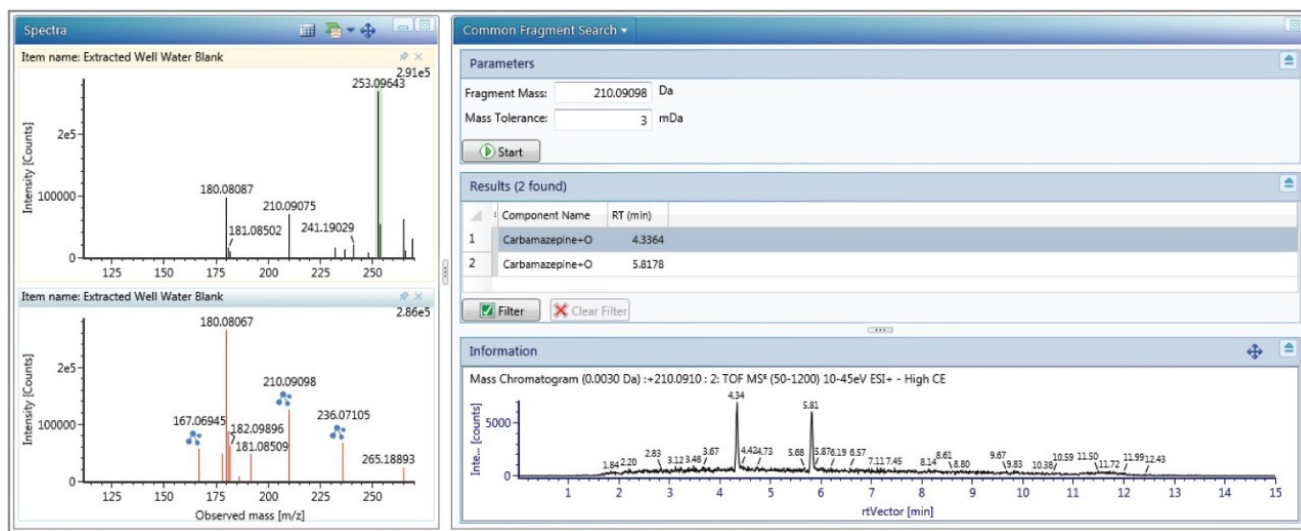 Spectra
Item name: Extracted Well Water Blank
2.91e5
253.09643
2e5
180.08087
100000
210.09075
241.19029
181.08502
0
125 150 175 200 225 250
Intensity [Counts]
Item name: Extracted Well Water Blank
2.86e5
180.08067
2e5
210.09098
236.07105
167.06945
182.09896
100000
181.08509
265.18893
0
125 150 175 200 225 250
Intensity [Counts]
Observed mass [m/z]
Common Fragment Search
Parameters
Fragment Mass: 210.09098 Da
Mass Tolerance: 3 mDa
Start
Results (2 found)
Component Name RT (min)
1 Carbamazepine+O 4.3364
2 Carbamazepine+O 5.8178
Filter Clear Filter
Information
Mass Chromatogram (0.0030 Da) :+210.0910 : 2: TOF MSᴱ (50-1200) 10-45eV ESI+ - High CE
4.34 5.81
5000
1.84 2.20 2.83 3.12 3.48 3.67 4.42 4.73 5.68 5.87 6.19 6.57 7.11 7.45 8.14 8.61 8.80 9.67 9.83 10.38 10.59 11.50 11.72 11.99 12.43
0
1 2 3 4 5 6 7 8 9 10 11 12 13 14 15
Inte... [counts]
rtVector [min]